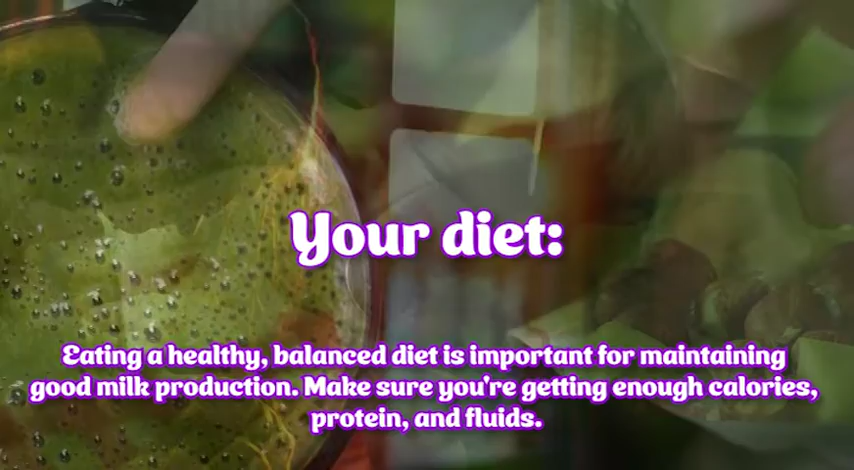 Your diet:
Eating a healthy, balanced diet is important for maintaining
good milk production. Make sure you're getting enough calories,
protein, and fluids.